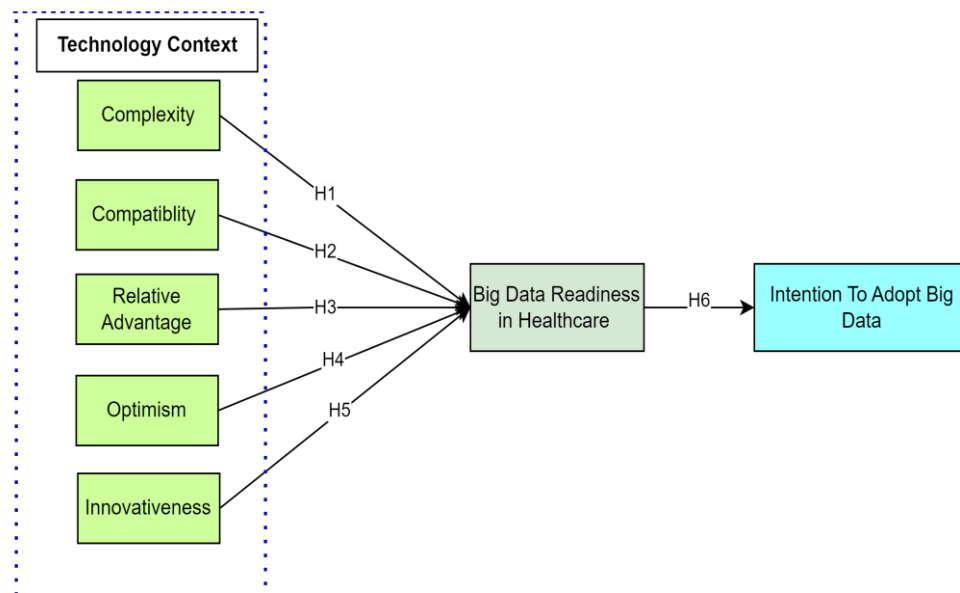 Technology Context
Complexity
H1
Compatiblity
H2
Relative
Advantage
H3
Optimism
H4
Innovativeness
H5
Big Data Readiness
in Healthcare
H6
Intention To Adopt Big
Data